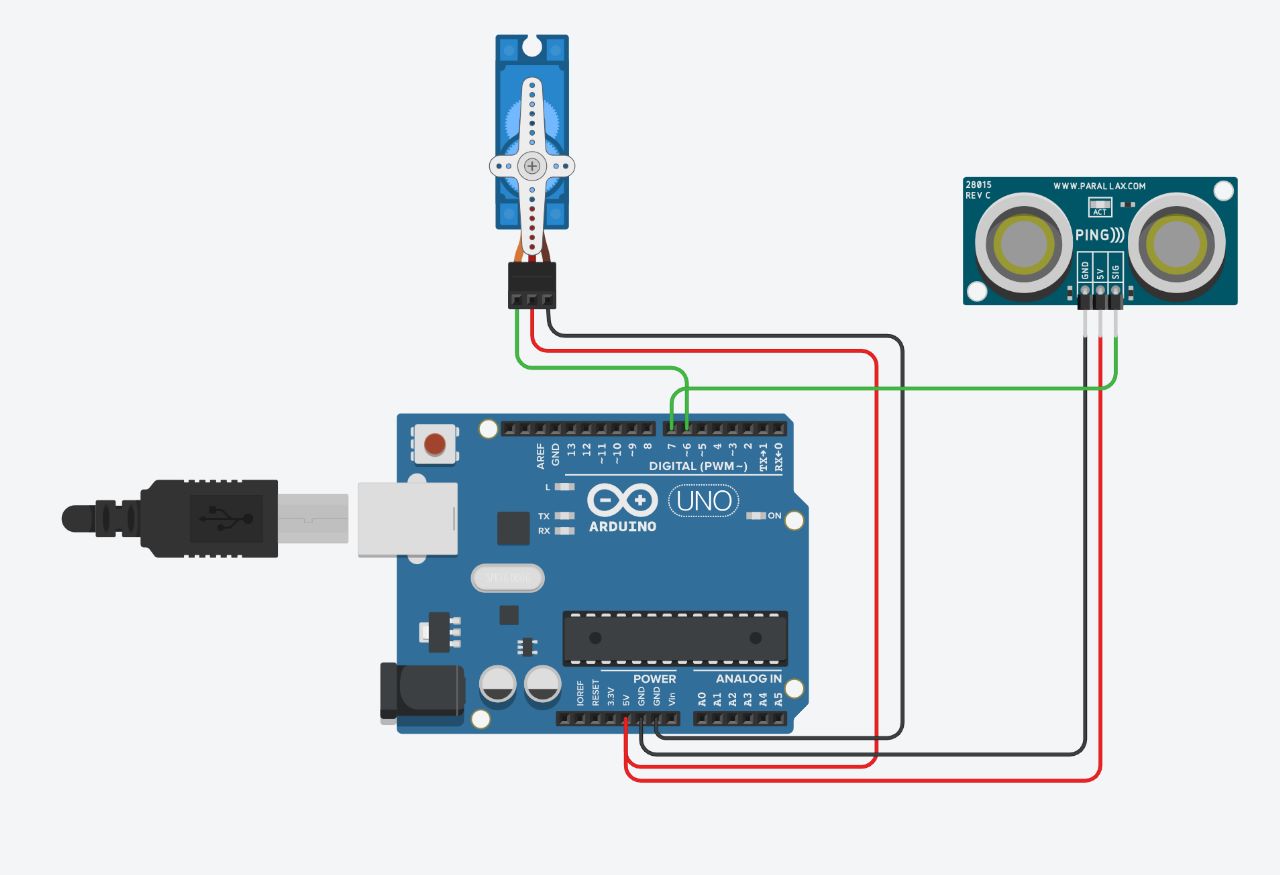 28015
REV C
WWW.PARALLAX.COM
ACT
PING)))
GND
5V
SIG
AREF
GND
13
12
~11
~10
~9
8
7
~6
~5
4
~3
2
TX→1
RX←0
DIGITAL (PWM~)
L
TX
RX
ARDUINO
UNO
ON
POWER
ANALOG IN
IOREF
RESET
3.3V
5V
GND
GND
Vin
A0
A1
A2
A3
A4
A5